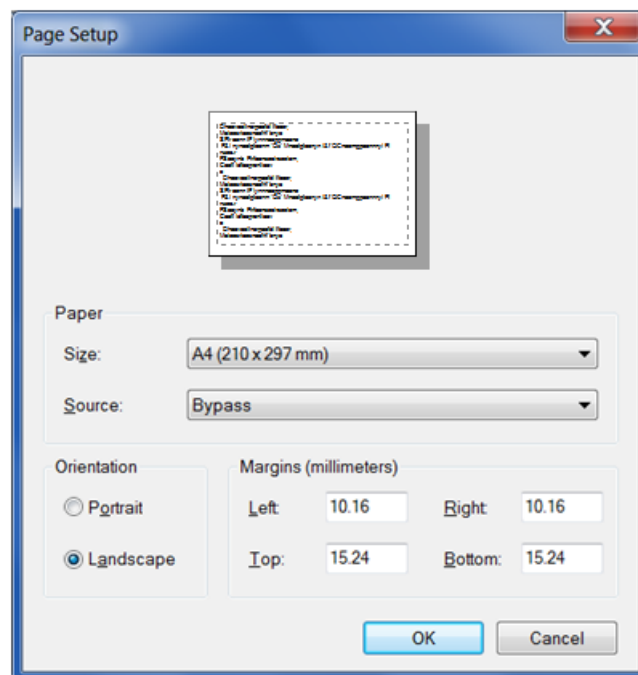 Page Setup
Paper
Size: A4 (210 x 297 mm)
Source: Bypass
Orientation
Portrait
Landscape
Margins (millimeters)
Left: 10.16 Right: 10.16
Top: 15.24 Bottom: 15.24
OK Cancel